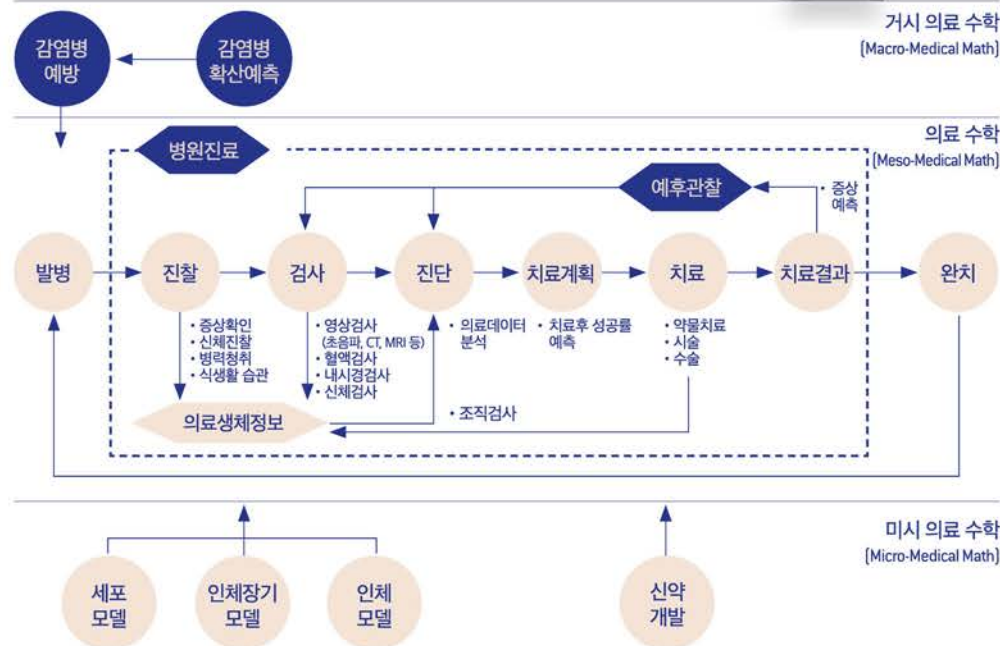 거시 의료 수학
(Macro-Medical Math)
감염병
예방
감염병
확산예측
의료 수학
(Meso-Medical Math)
병원진료
예후관찰
• 증상
예측
발병
진찰
검사
진단
치료계획
치료
치료결과
완치
• 증상확인
• 신체진찰
• 병력청취
• 식생활 습관
• 영상검사
(초음파, CT, MRI 등)
• 혈액검사
• 내시경검사
• 신체검사
• 의료데이터
분석
• 치료후 성공률
예측
• 약물치료
• 시술
• 수술
의료생체정보
• 조직검사
미시 의료 수학
(Micro-Medical Math)
세포
모델
인체장기
모델
인체
모델
신약
개발